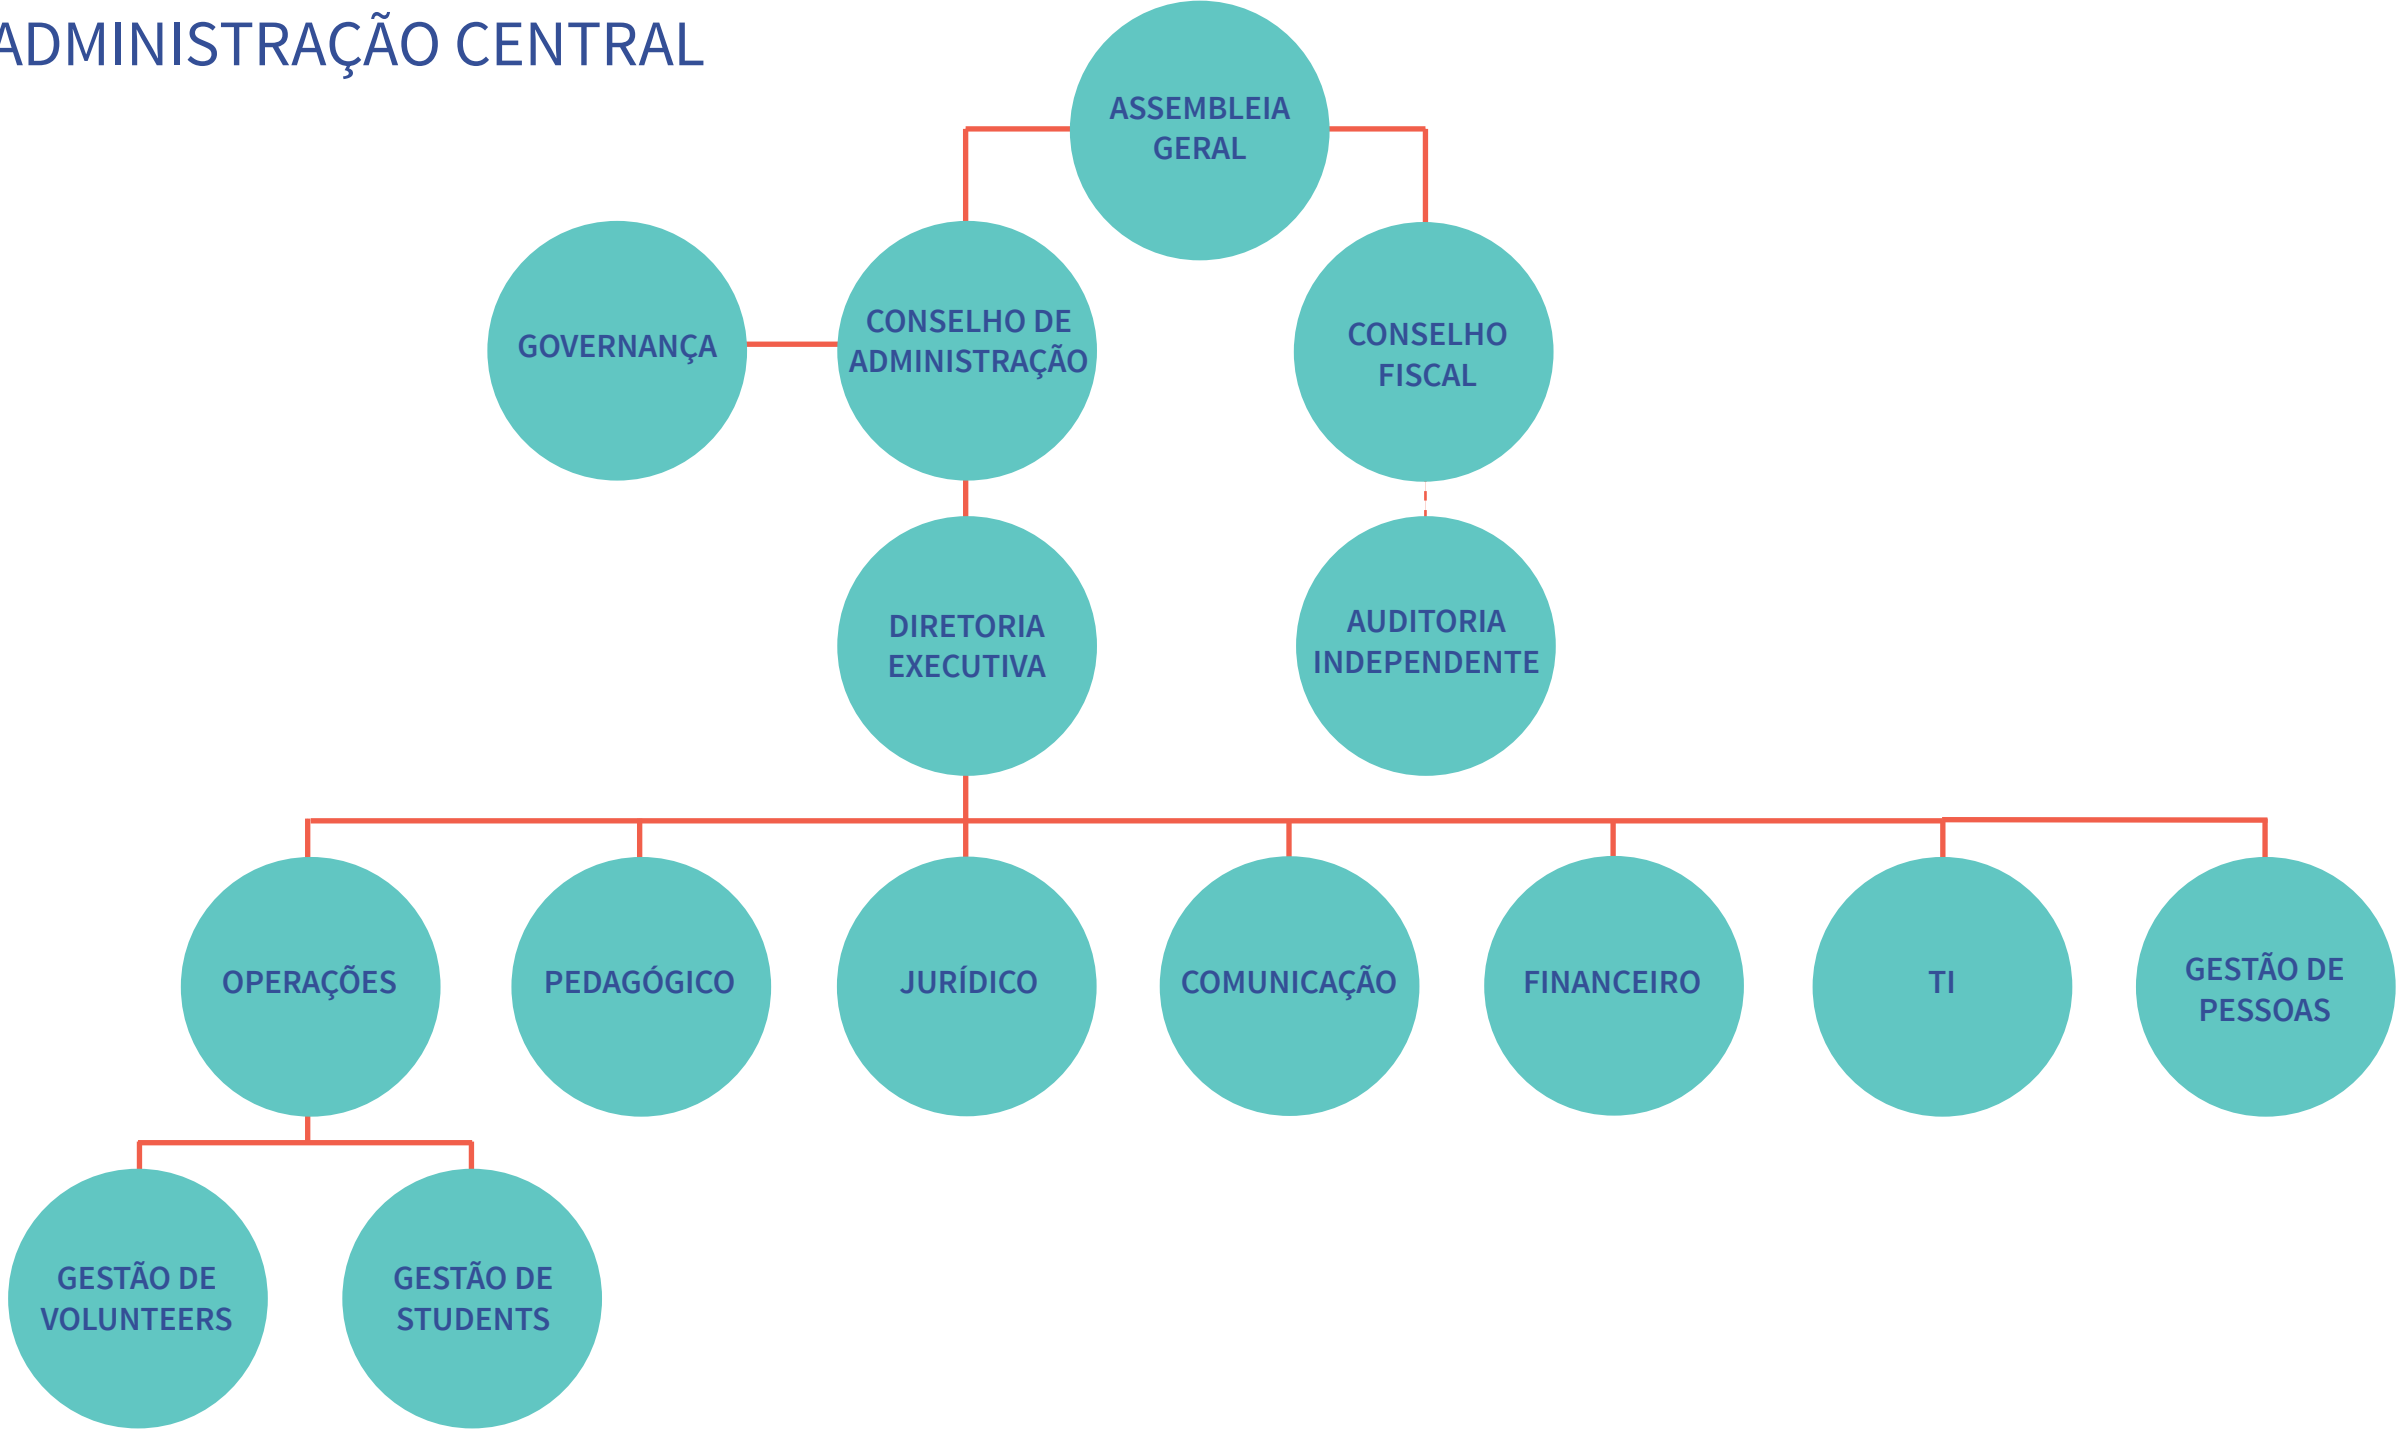 ADMINISTRAÇÃO CENTRAL
ASSEMBLEIA
GERAL
GOVERNANÇA
CONSELHO DE
ADMINISTRAÇÃO
CONSELHO
FISCAL
DIRETORIA
EXECUTIVA
AUDITORIA
INDEPENDENTE
OPERAÇÕES
PEDAGÓGICO
JURÍDICO
COMUNICAÇÃO
FINANCEIRO
TI
GESTÃO DE
PESSOAS
GESTÃO DE
VOLUNTEERS
GESTÃO DE
STUDENTS